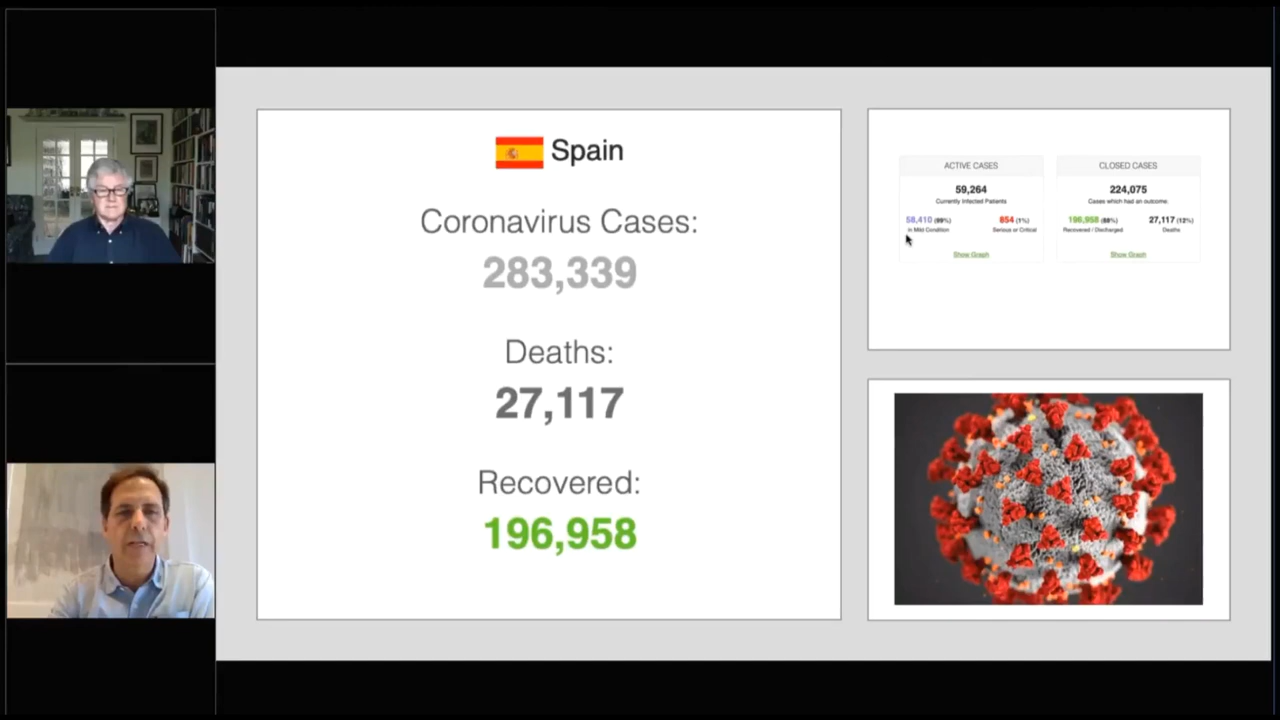 Spain
Coronavirus Cases:
283,339
Deaths:
27,117
Recovered:
196,958
ACTIVE CASES
59,264
Currently Infected Patients
58,410 (99%)
in Mild Condition
854 (1%)
Serious or Critical
Show Graph
CLOSED CASES
224,075
Cases which had an outcome:
196,958 (88%)
Recovered / Discharged
27,117 (12%)
Deaths
Show Graph